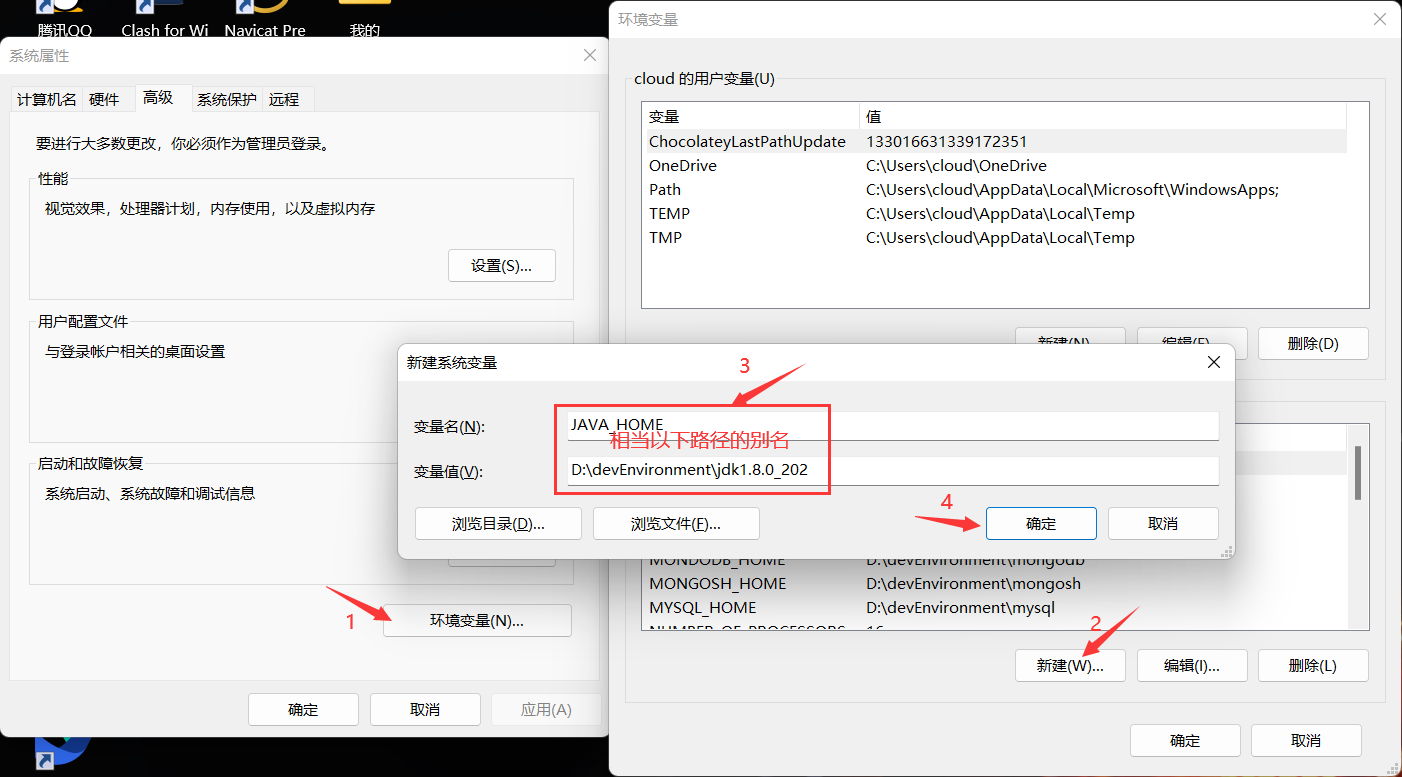 腾讯QQ
Clash for Wi
Navicat Pre
我的
系统属性
计算机名
硬件
高级
系统保护
远程
要进行大多数更改，你必须作为管理员登录。
性能
视觉效果，处理器计划，内存使用，以及虚拟内存
设置(S)...
用户配置文件
与登录帐户相关的桌面设置
启动和故障恢复
系统启动、系统故障和调试信息
1
环境变量(N)...
确定
取消
应用(A)
环境变量
cloud 的用户变量(U)
变量 值
ChocolateyLastPathUpdate 133016631339172351
OneDrive C:\Users\cloud\OneDrive
Path C:\Users\cloud\AppData\Local\Microsoft\WindowsApps;
TEMP C:\Users\cloud\AppData\Local\Temp
TMP C:\Users\cloud\AppData\Local\Temp
新建(N)...
编辑(E)...
删除(D)
新建系统变量
3
变量名(N):
JAVA_HOME
相当以下路径的别名
变量值(V):
D:\devEnvironment\jdk1.8.0_202
浏览目录(D)...
浏览文件(F)...
4
确定
取消
MONDODB_HOME D:\devEnvironment\mongodb
MONGOSH_HOME D:\devEnvironment\mongosh
MYSQL_HOME D:\devEnvironment\mysql
NUMBER_OF_PROCESSORS 16
2
新建(W)...
编辑(I)...
删除(L)
确定
取消